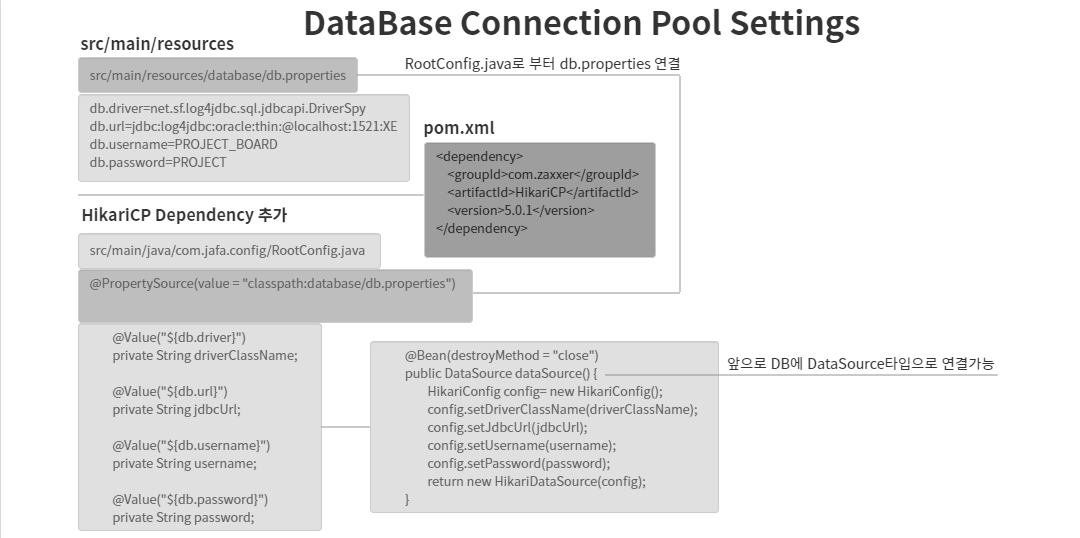 DataBase Connection Pool Settings
src/main/resources
src/main/resources/database/db.properties
RootConfig.java로 부터 db.properties 연결
db.driver=net.sf.log4jdbc.sql.jdbcapi.DriverSpy
db.url=jdbc:log4jdbc:oracle:thin:@localhost:1521:XE
db.username=PROJECT_BOARD
db.password=PROJECT
pom.xml
<dependency>
<groupId>com.zaxxer</groupId>
<artifactId>HikariCP</artifactId>
<version>5.0.1</version>
</dependency>
HikariCP Dependency 추가
src/main/java/com.jafa.config/RootConfig.java
@PropertySource(value = "classpath:database/db.properties")
@Value("${db.driver}")
private String driverClassName;
@Value("${db.url}")
private String jdbcUrl;
@Value("${db.username}")
private String username;
@Value("${db.password}")
private String password;
@Bean(destroyMethod = "close")
public DataSource dataSource() {
HikariConfig config= new HikariConfig();
config.setDriverClassName(driverClassName);
config.setJdbcUrl(jdbcUrl);
config.setUsername(username);
config.setPassword(password);
return new HikariDataSource(config);
}
앞으로 DB에 DataSource타입으로 연결가능